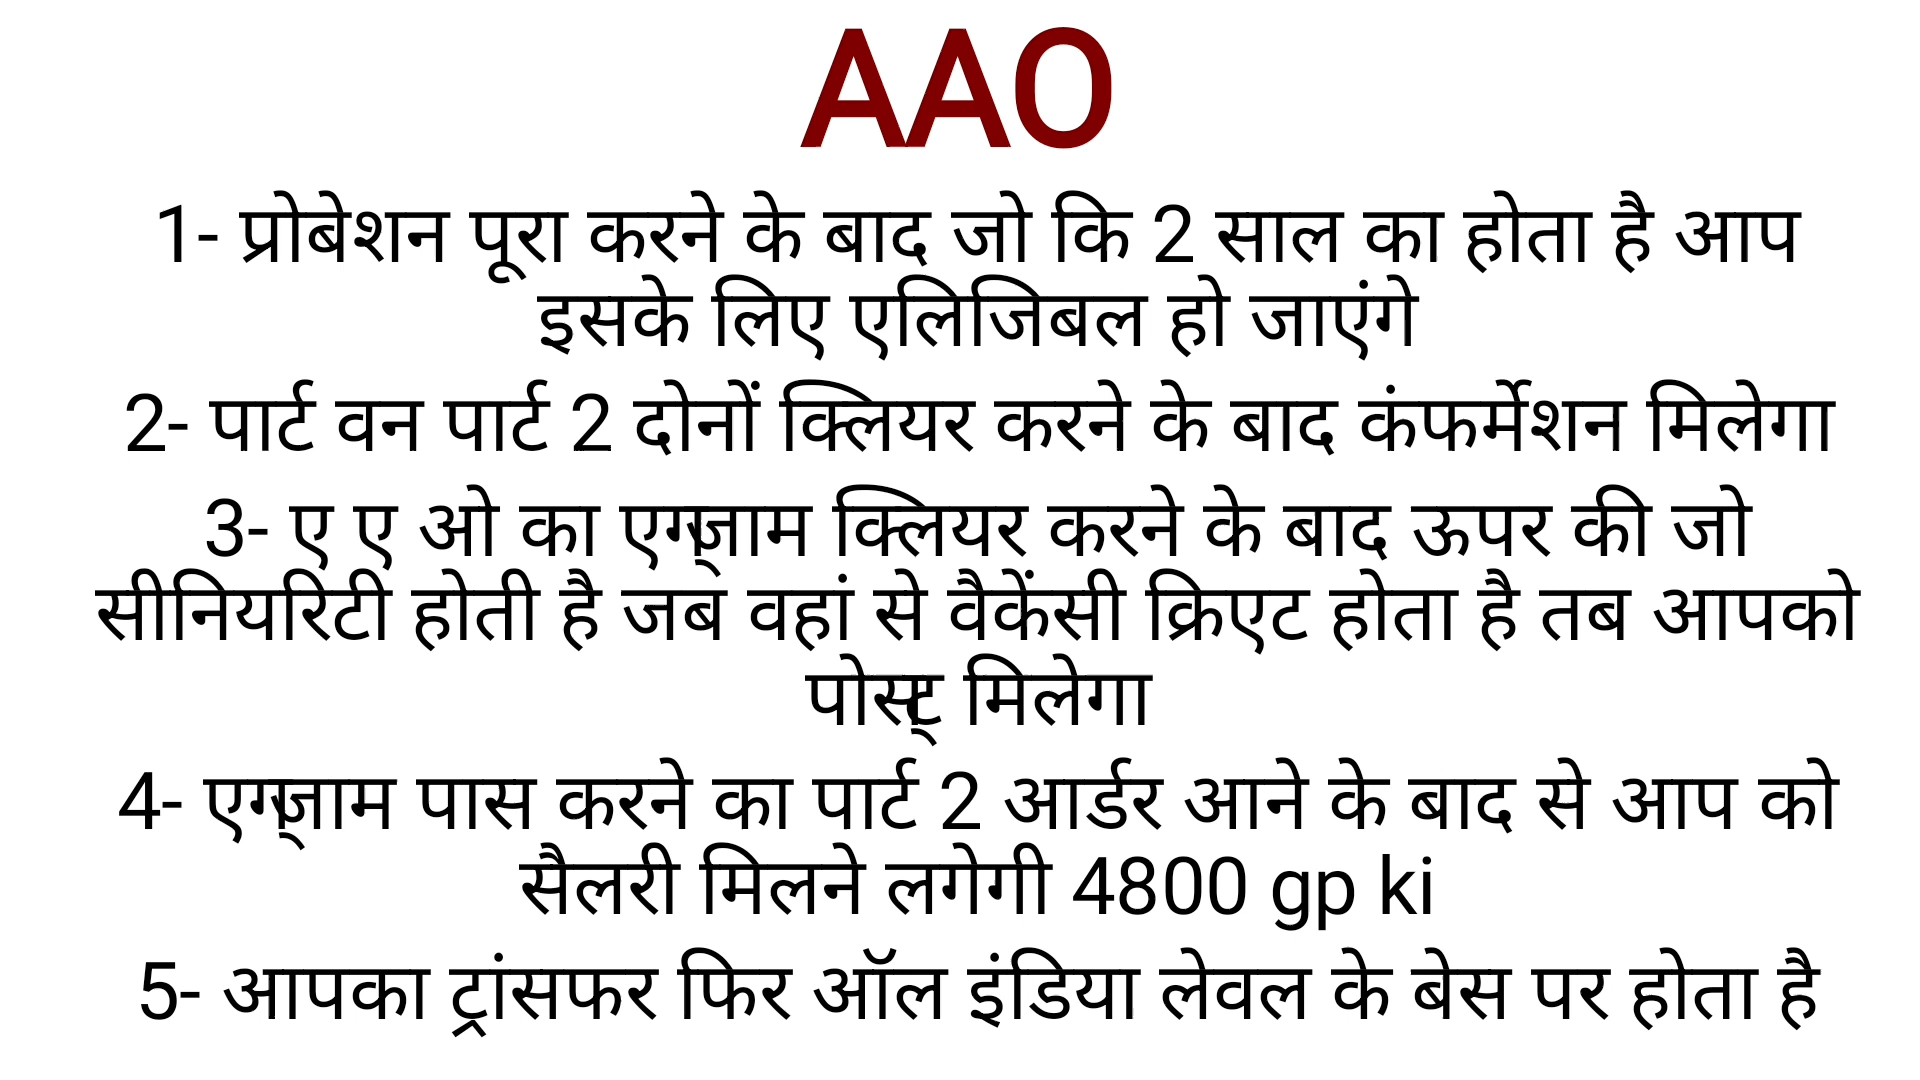 AAO
1- प्रोबेशन पूरा करने के बाद जो कि 2 साल का होता है आप
इसके लिए एलिजिबल हो जाएंगे
2- पार्ट वन पार्ट 2 दोनों क्लियर करने के बाद कंफर्मेशन मिलेगा
3- ए ए ओ का एग्ज़ाम क्लियर करने के बाद ऊपर की जो
सीनियरिटी होती है जब वहां से वैकेंसी क्रिएट होता है तब आपको
पोस्ट् मिलेगा
4- एग्ज़ाम पास करने का पार्ट 2 आर्डर आने के बाद से आप को
सैलरी मिलने लगेगी 4800 gp ki
5- आपका ट्रांसफर फिर ऑल इंडिया लेवल के बेस पर होता है